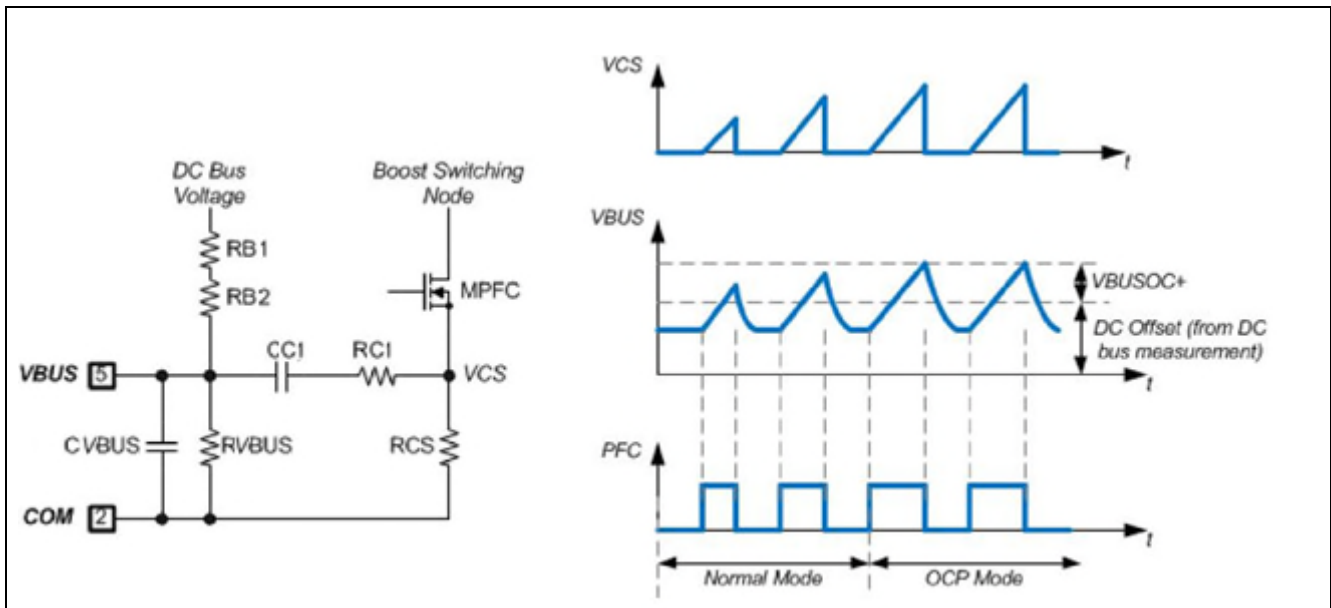 DC Bus
Voltage
Boost Switching
Node
RB1
RB2
MPFC
CC1
RC1
VBUS
5
VCS
CVBUS
RVBUS
RCS
COM
2
VCS
t
VBUS
VBUSOC+
DC Offset (from DC
bus measurement)
t
PFC
t
Normal Mode
OCP Mode